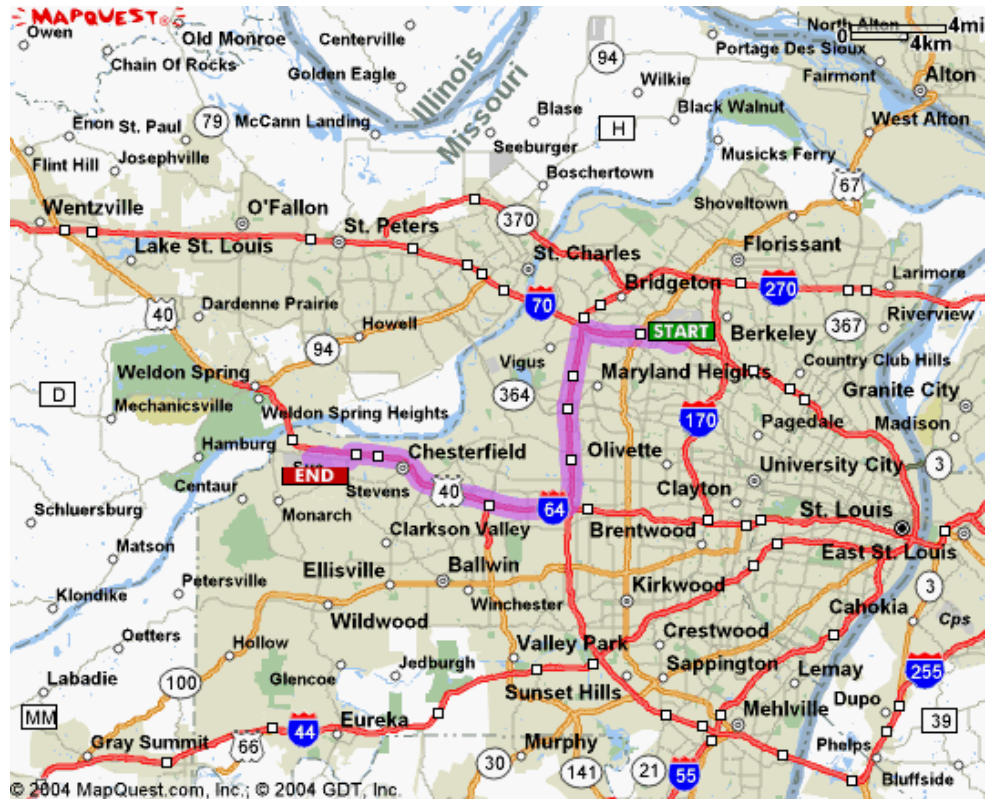 MAPQUEST®
Owen
Old Monroe
Centerville
94
North Alton
0 4mi
4km
Chain Of Rocks
Golden Eagle
Illinois
Missouri
Wilkie
Portage Des Sioux
Fairmont
Alton
Enon
St. Paul
79
McCann Landing
Blase
H
Black Walnut
West Alton
Flint Hill
Josephville
Seeburger
Musicks Ferry
Boschertown
67
Wentzville
O'Fallon
St. Peters
370
Shoveltown
Lake St. Louis
St. Charles
Florissant
Bridgeton
270
Larimore
40
Dardenne Prairie
70
Riverview
START
Berkeley
367
Howell
94
Vigus
Country Club Hills
Weldon Spring
364
Maryland Heights
Granite City
D
Mechanicsville
Weldon Spring Heights
170
Pagedale
Madison
Hamburg
Chesterfield
Olivette
University City
3
END
Centaur
Stevens
40
Clayton
Schluersburg
Monarch
64
St. Louis
Clarkson Valley
Brentwood
East St. Louis
Matson
Ellisville
Ballwin
Kirkwood
Petersville
3
Klondike
Winchester
Cahokia
Wildwood
Cps
Oetters
Hollow
Valley Park
Crestwood
Jedburgh
Sappington
Lemay
255
Labadie
100
Glencoe
Sunset Hills
Dupo
MM
44
Eureka
Mehlville
39
Gray Summit
66
Murphy
Phelps
30
141
21
55
Bluffside
© 2004 MapQuest.com, Inc.; © 2004 GDT, Inc.